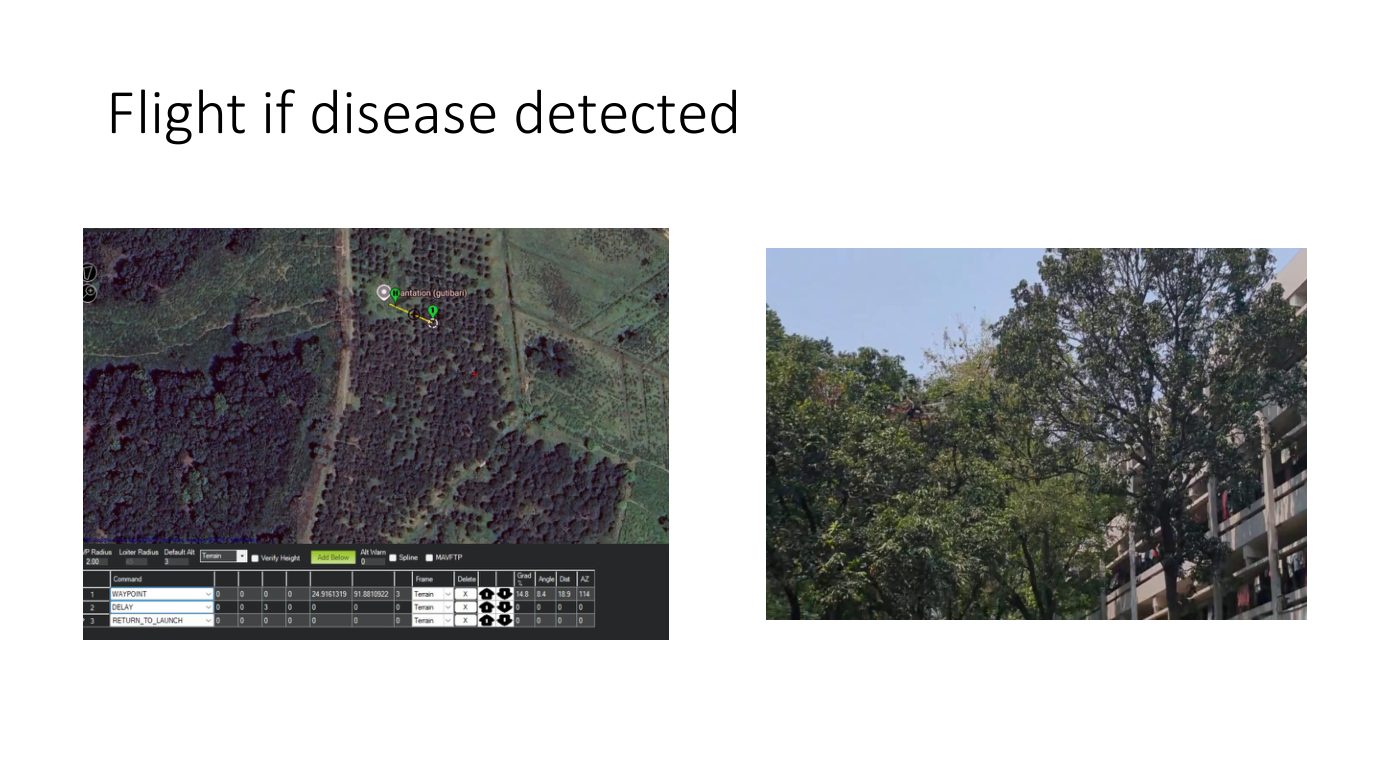 Flight if disease detected
antation (gutibari)
WP Radius Loiter Radius Default Alt Terrain Verify Height Add Below Alt Warn Spline MAVFTP
2.00 3 0
Command Frame Delete Grad % Angle Dist AZ
1 WAYPOINT 0 0 0 0 24.9161319 91.8810922 3 Terrain X 14.8 8.4 18.9 114
2 DELAY 0 0 3 0 0 0 0 Terrain X 0 0 0 0
3 RETURN_TO_LAUNCH 0 0 0 0 0 0 0 Terrain X 0 0 0 0